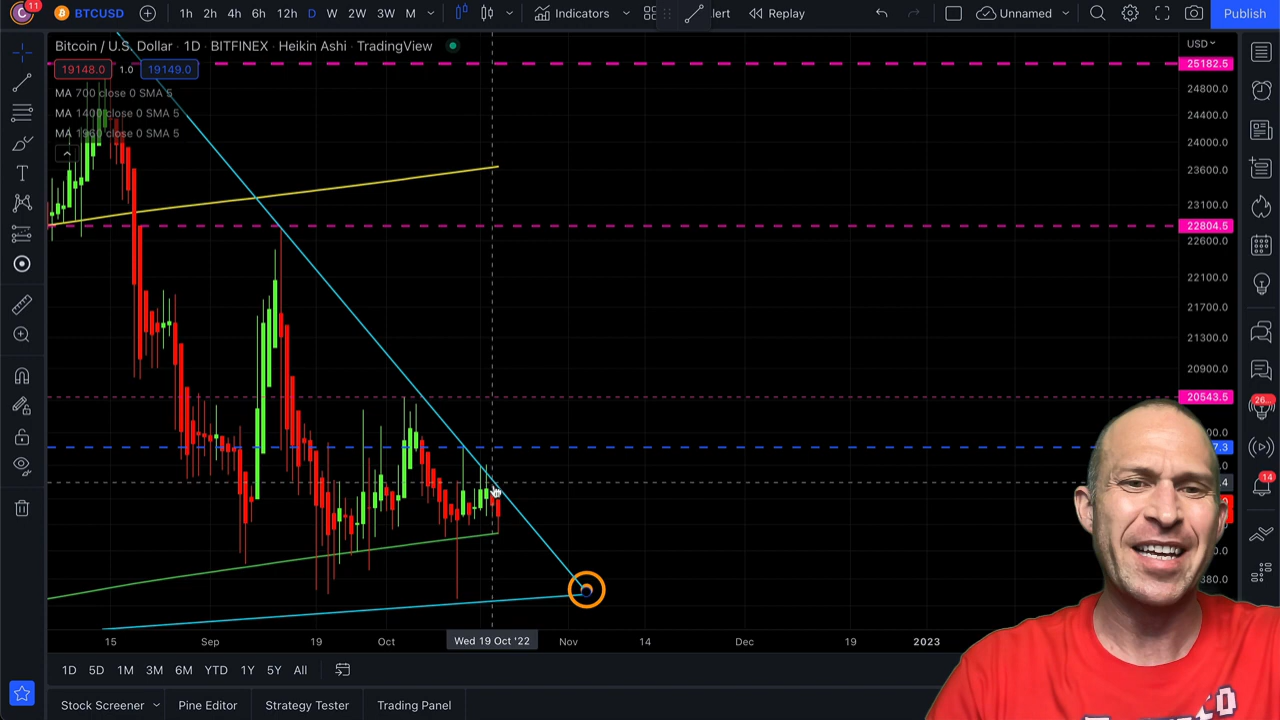 11
BTCUSD
1h 2h 4h 6h 12h D W 2W 3W M
Indicators
lert
Replay
Unnamed
Publish
Bitcoin / U.S. Dollar · 1D · BITFINEX · Heikin Ashi · TradingView
USD
19148.0 1.0 19149.0
25182.5
MA 700 close 0 SMA 5
24800.0
MA 1400 close 0 SMA 5
24400.0
MA 1960 close 0 SMA 5
24000.0
23600.0
23100.0
22804.5
22600.0
22100.0
21700.0
21300.0
20900.0
20543.5
26...
14
Wed 19 Oct '22
15 Sep 19 Oct Nov 14 Dec 19 2023
1D 5D 1M 3M 6M YTD 1Y 5Y All
Stock Screener Pine Editor Strategy Tester Trading Panel